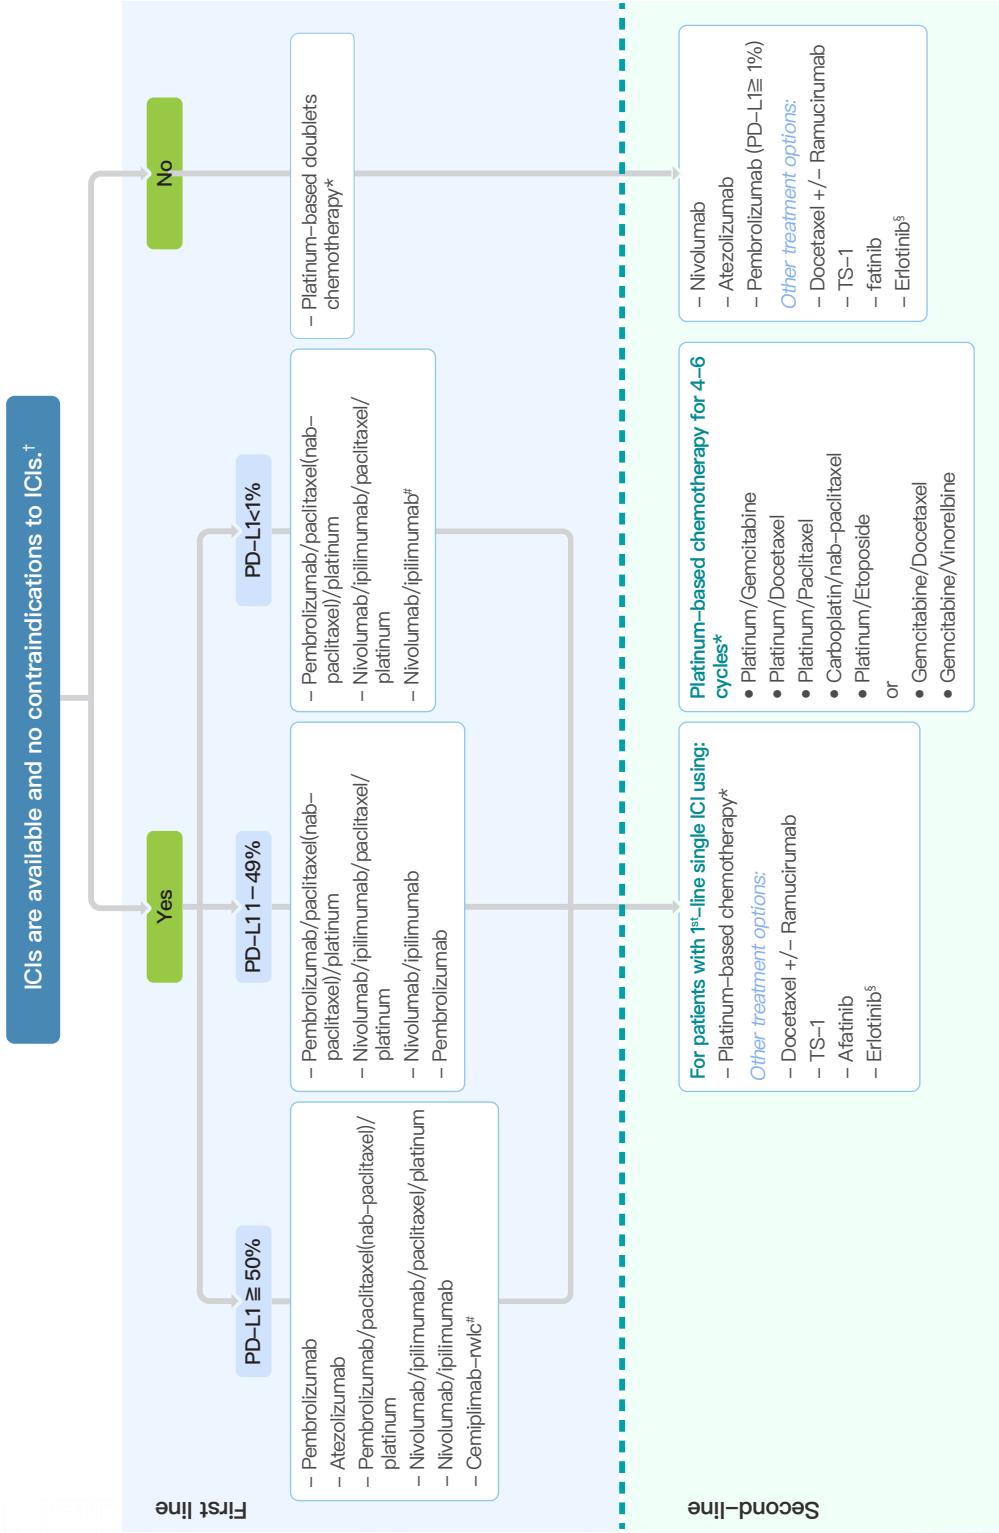 ICIs are available and no contraindications to ICIs.†
Yes
No
First line
PD–L1 ≧ 50%
PD–L1 1–49%
PD–L1<1%
– Pembrolizumab
– Atezolizumab
– Pembrolizumab/paclitaxel(nab–paclitaxel)/
platinum
– Nivolumab/ipilimumab/paclitaxel/platinum
– Nivolumab/ipilimumab
– Cemiplimab–rwlc#
– Pembrolizumab/paclitaxel(nab–
paclitaxel)/platinum
– Nivolumab/ipilimumab/paclitaxel/
platinum
– Nivolumab/ipilimumab
– Pembrolizumab
– Pembrolizumab/paclitaxel(nab–
paclitaxel)/platinum
– Nivolumab/ipilimumab/paclitaxel/
platinum
– Nivolumab/ipilimumab#
– Platinum–based doublets
chemotherapy*
Second–line
For patients with 1st–line single ICI using:
– Platinum–based chemotherapy*
Other treatment options:
– Docetaxel +/– Ramucirumab
– TS–1
– Afatinib
– Erlotinib§
Platinum–based chemotherapy for 4–6
cycles*
● Platinum/Gemcitabine
● Platinum/Docetaxel
● Platinum/Paclitaxel
● Carboplatin/nab–paclitaxel
● Platinum/Etoposide
or
● Gemcitabine/Docetaxel
● Gemcitabine/Vinorelbine
– Nivolumab
– Atezolizumab
– Pembrolizumab (PD–L1≧ 1%)
Other treatment options:
– Docetaxel +/– Ramucirumab
– TS–1
– fatinib
– Erlotinib§